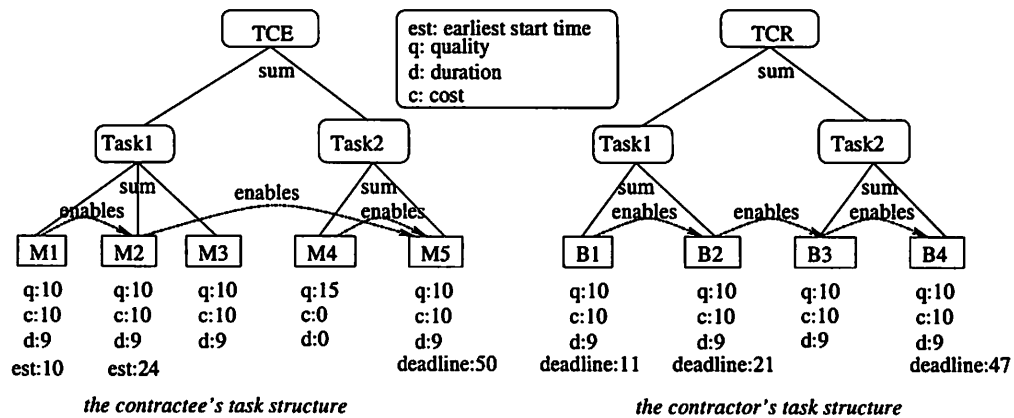 TCE
sum
Task1
Task2
sum
enables
enables
sum
enables
M1
M2
M3
M4
M5
q:10
q:10
q:10
q:15
q:10
c:10
c:10
c:10
c:0
c:10
d:9
d:9
d:9
d:0
d:9
est:10
est:24
deadline:50
the contractee's task structure
est: earliest start time
q: quality
d: duration
c: cost
TCR
sum
Task1
Task2
sum
enables
enables
sum
enables
B1
B2
B3
B4
q:10
q:10
q:10
q:10
c:10
c:10
c:10
c:10
d:9
d:9
d:9
d:9
deadline:11
deadline:21
deadline:47
the contractor's task structure